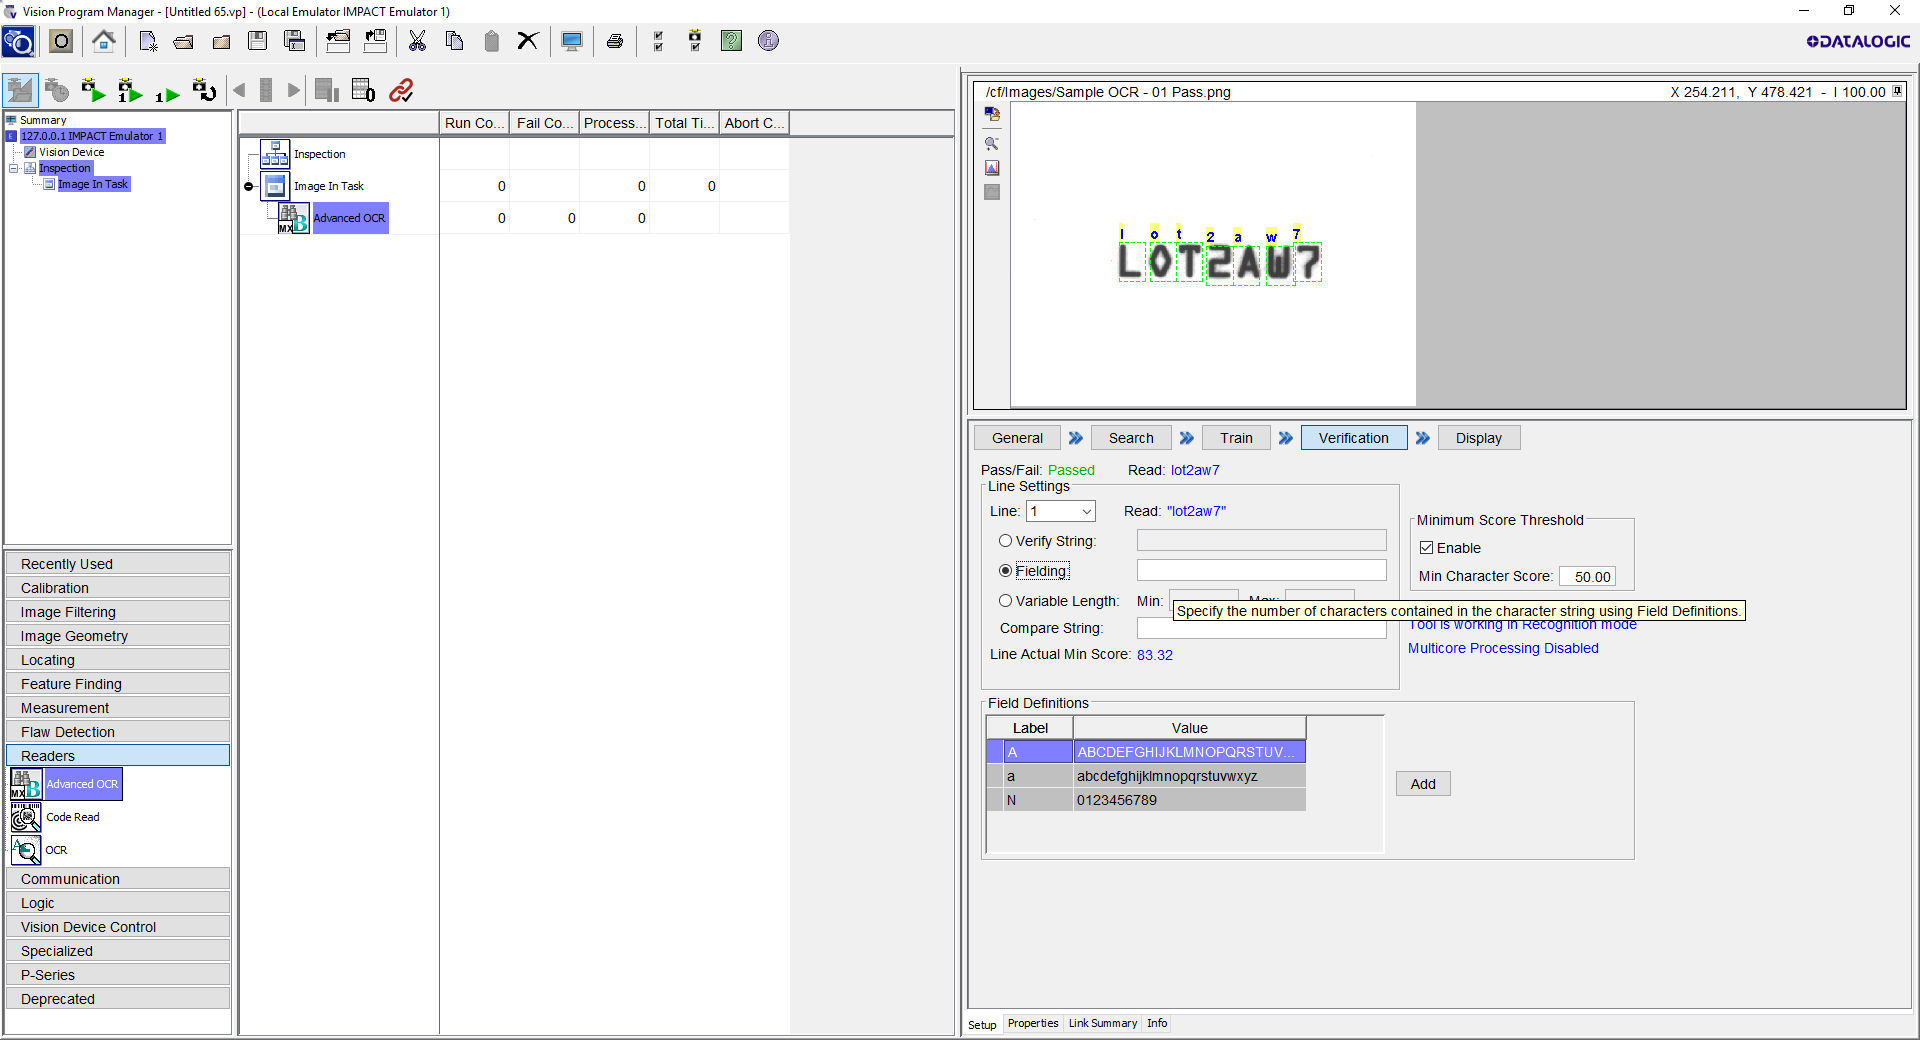 Vision Program Manager - [Untitled 65.vp] - (Local Emulator IMPACT Emulator 1)
DATALOGIC
Summary
127.0.0.1 IMPACT Emulator 1
Vision Device
Inspection
Image In Task
Recently Used
Calibration
Image Filtering
Image Geometry
Locating
Feature Finding
Measurement
Flaw Detection
Readers
MX B Advanced OCR
Code Read
OCR
Communication
Logic
Vision Device Control
Specialized
P-Series
Deprecated
Run Co... Fail Co... Process... Total Ti... Abort C...
Inspection
Image In Task 0 0 0
MX B Advanced OCR 0 0 0
/cf/Images/Sample OCR - 01 Pass.png X 254.211, Y 478.421 - I 100.00
l o t 2 a w 7
LOT2AW7
General Search Train Verification Display
Pass/Fail: Passed Read: lot2aw7
Line Settings
Line: 1 Read: "lot2aw7"
Verify String:
Fielding
Variable Length: Min: Max:
Specify the number of characters contained in the character string using Field Definitions.
Compare String:
Line Actual Min Score: 83.32
Minimum Score Threshold
Enable
Min Character Score: 50.00
Tool is working in Recognition mode
Multicore Processing Disabled
Field Definitions
Label Value
A ABCDEFGHIJKLMNOPQRSTUV...
a abcdefghijklmnopqrstuvwxyz
N 0123456789
Add
Setup Properties Link Summary Info